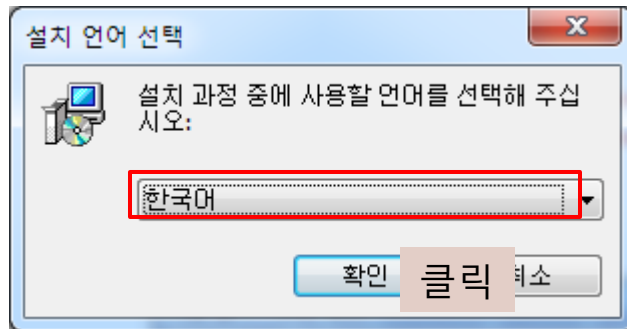 설치 언어 선택
설치 과정 중에 사용할 언어를 선택해 주십
시오:
한국어
확인
클릭